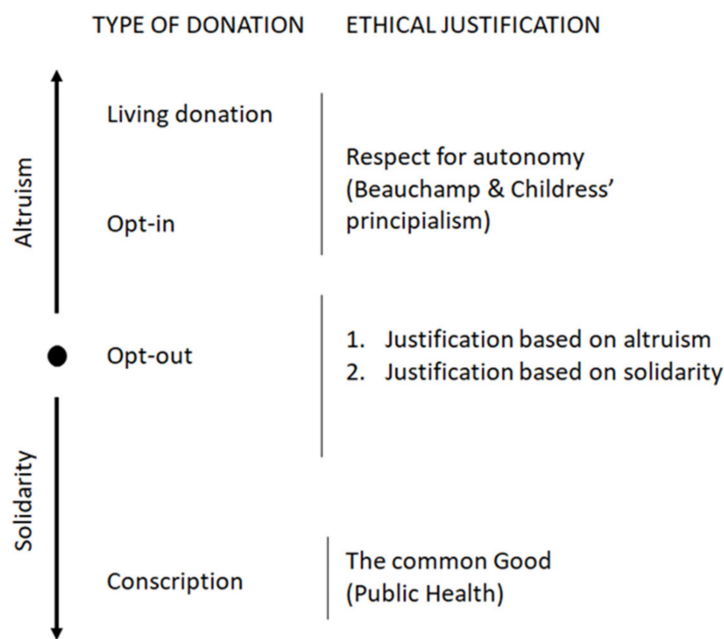 TYPE OF DONATION
ETHICAL JUSTIFICATION
Altruism
Living donation
Opt-in
Respect for autonomy
(Beauchamp & Childress’
principialism)
Opt-out
1. Justification based on altruism
2. Justification based on solidarity
Solidarity
Conscription
The common Good
(Public Health)